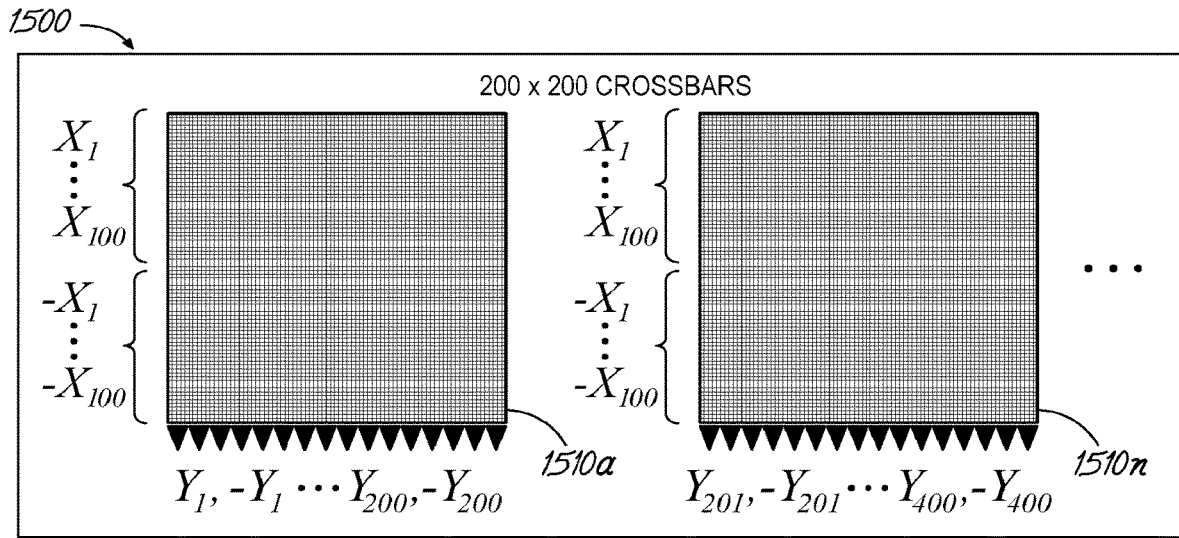 1500
200 x 200 CROSSBARS
X₁
⋮
X₁₀₀
-X₁
⋮
-X₁₀₀
Y₁, -Y₁ ⋯ Y₂₀₀, -Y₂₀₀
1510a
X₁
⋮
X₁₀₀
-X₁
⋮
-X₁₀₀
Y₂₀₁, -Y₂₀₁ ⋯ Y₄₀₀, -Y₄₀₀
1510n
⋯